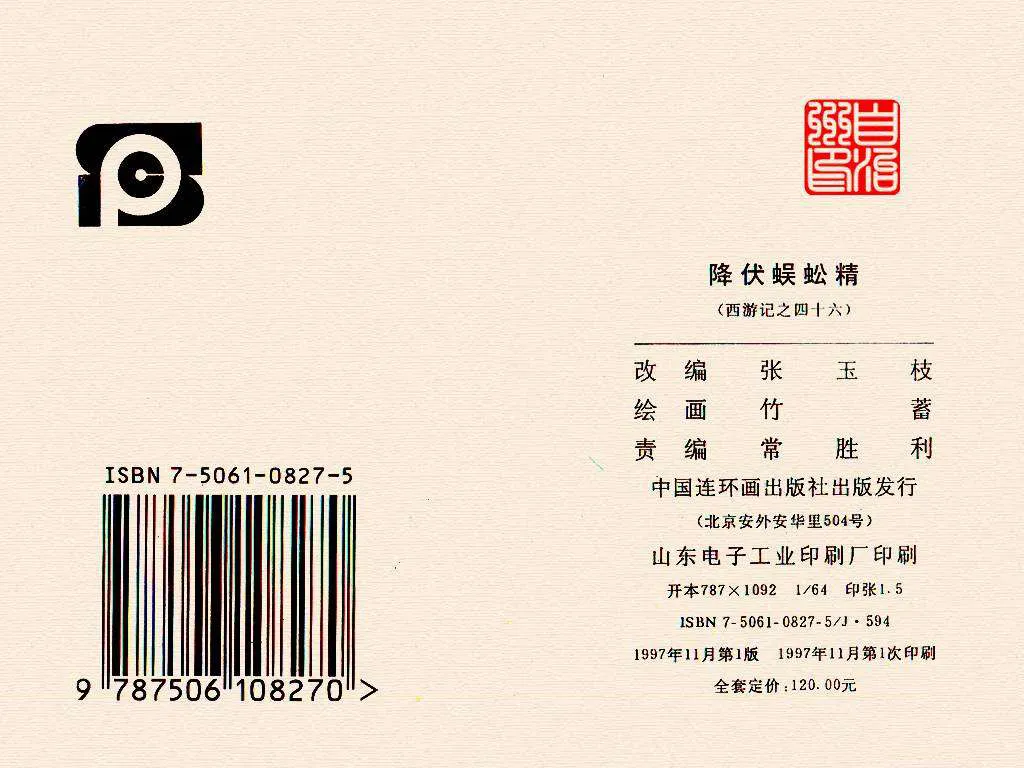 ISBN 7-5061-0827-5
9 787506 108270 >
降伏蜈蚣精
（西游记之四十六）
改编 张玉枝
绘画 竹蓄
责编 常胜利
中国连环画出版社出版发行
（北京安外安华里504号）
山东电子工业印刷厂印刷
开本787×1092 1/64 印张1.5
ISBN 7-5061-0827-5/J·594
1997年11月第1版 1997年11月第1次印刷
全套定价:120.00元